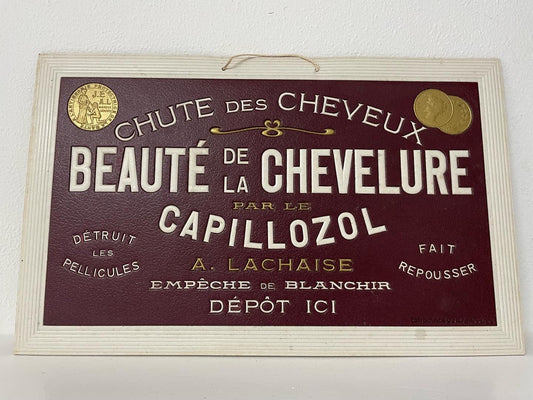 CHUTE DES CHEVEUX
BEAUTÉ DE LA CHEVELURE
PAR LE
CAPILLOZOL
DÉTRUIT
LES
PELLICULES
FAIT
REPOUSSER
A. LACHAISE
EMPÊCHE DE BLANCHIR
DÉPÔT ICI